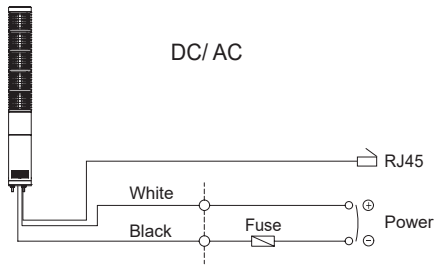 DC/ AC
RJ45
White
+
Power
Black
Fuse
−